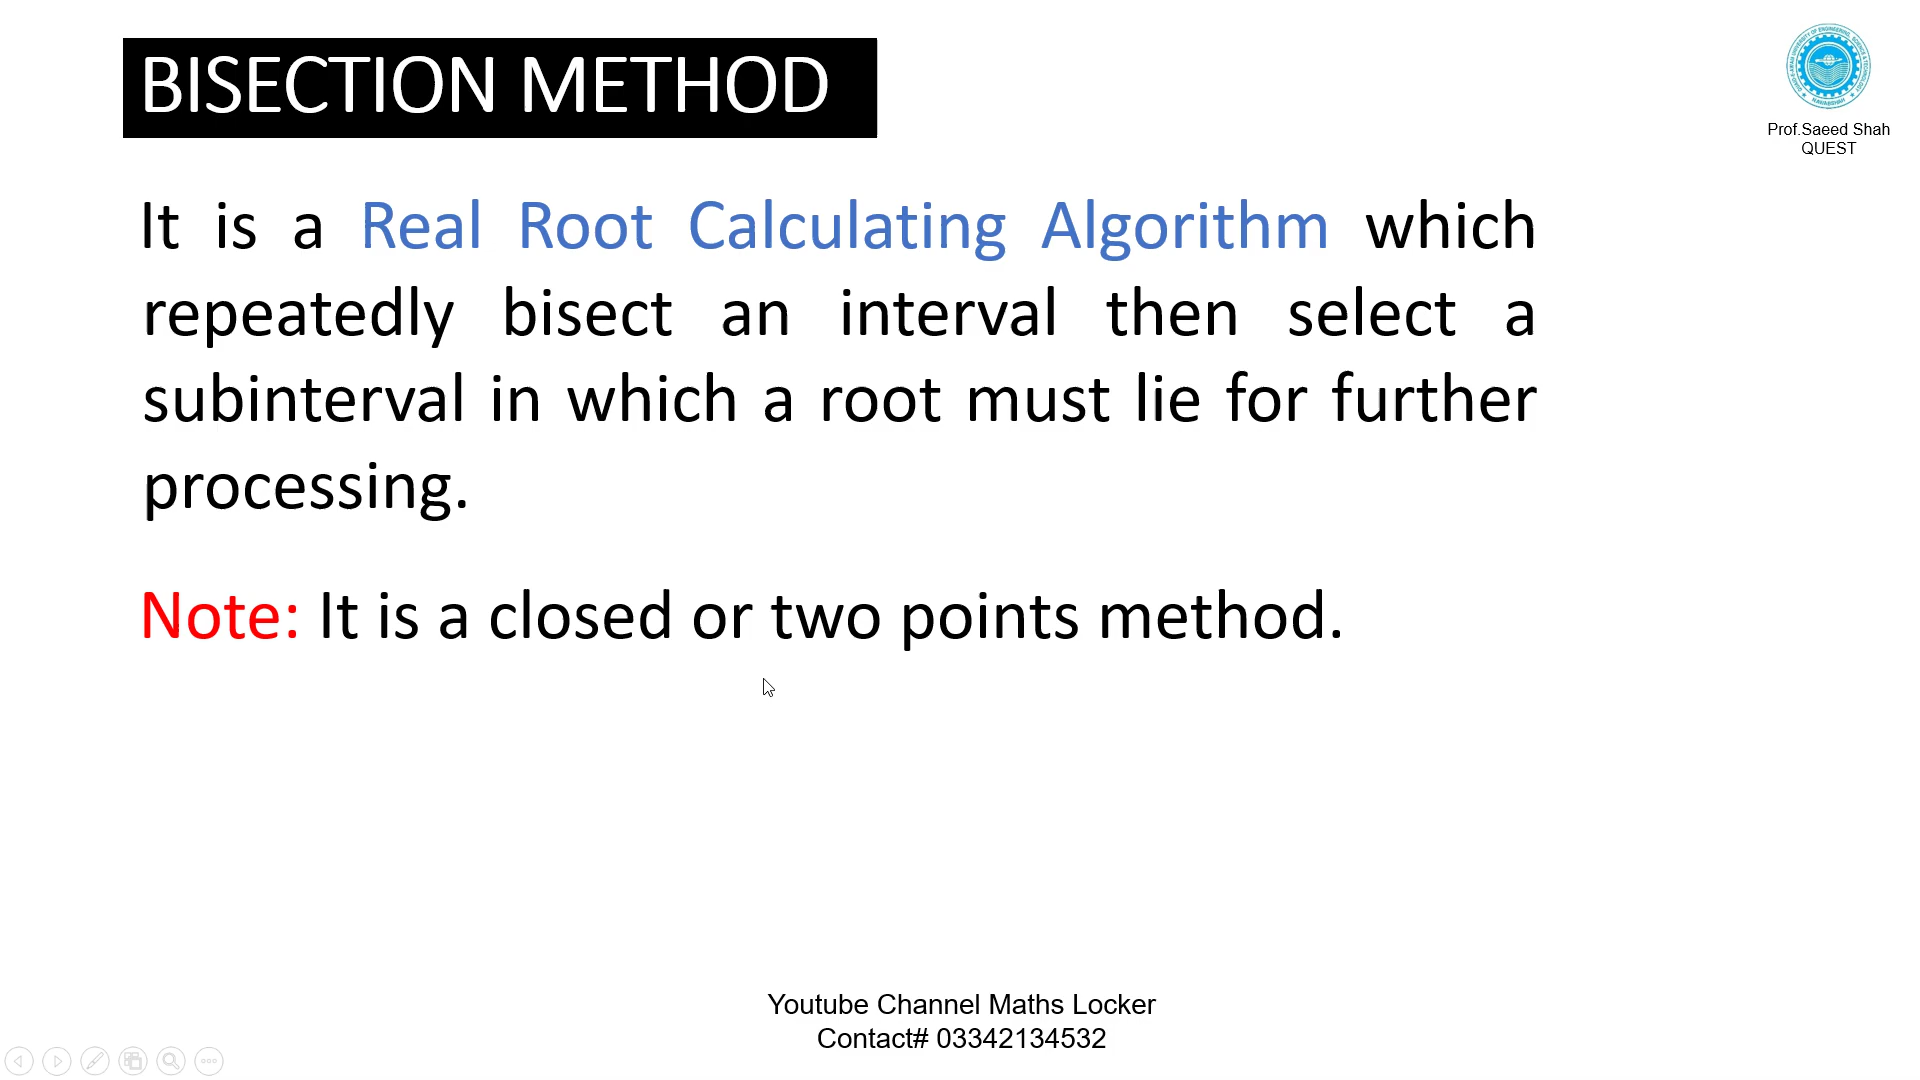 BISECTION METHOD
Prof.Saeed Shah
QUEST
It is a Real Root Calculating Algorithm which
repeatedly bisect an interval then select a
subinterval in which a root must lie for further
processing.
Note: It is a closed or two points method.
Youtube Channel Maths Locker
Contact# 03342134532